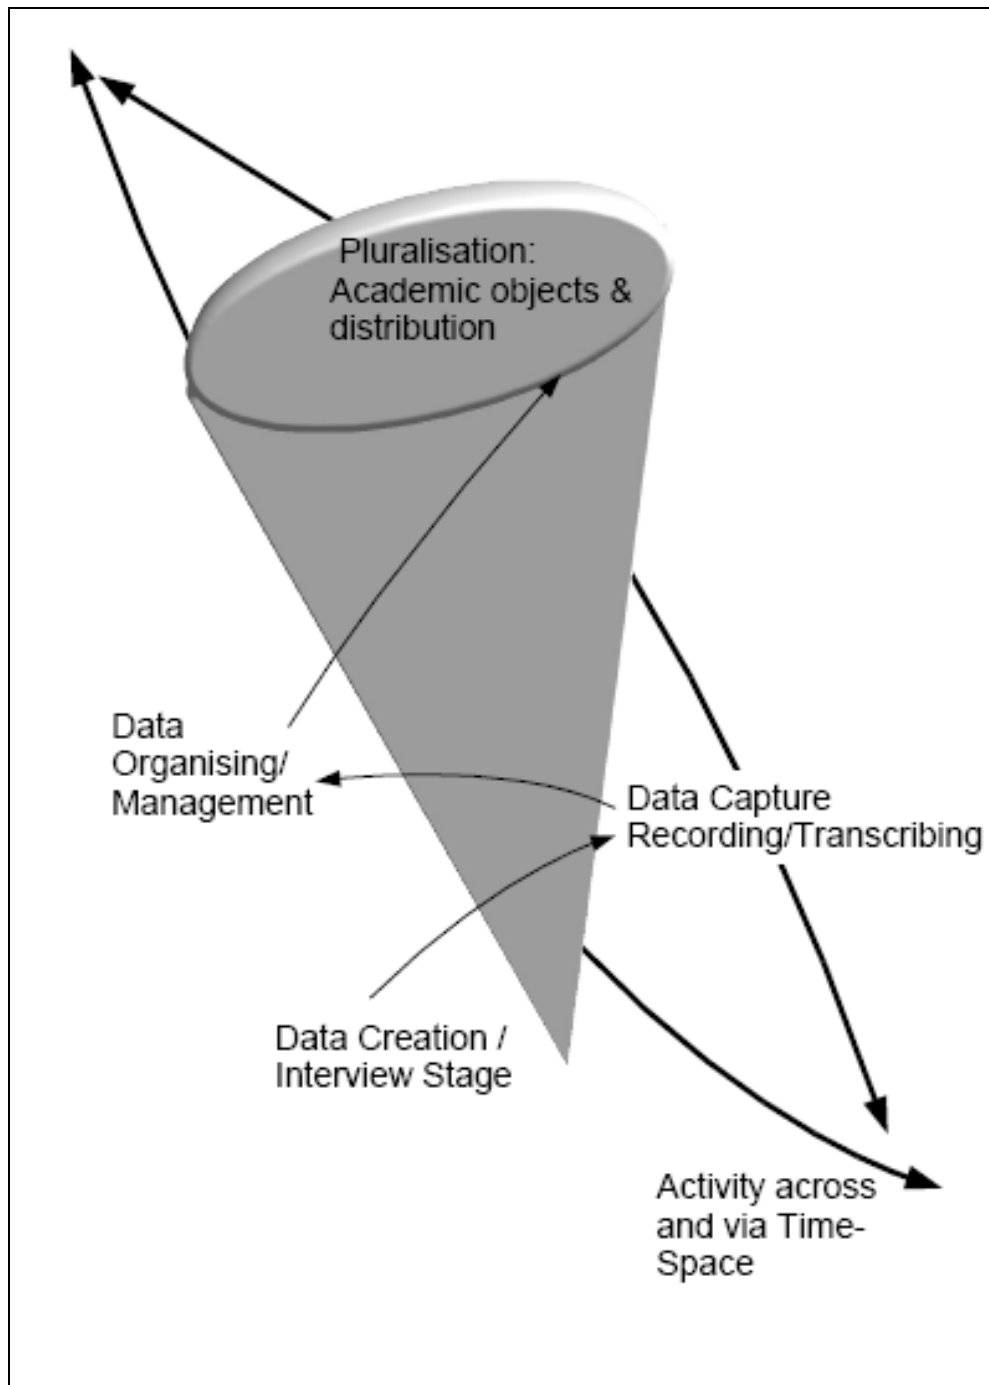 Pluralisation:
Academic objects &
distribution
Data
Organising/
Management
Data Capture
Recording/Transcribing
Data Creation /
Interview Stage
Activity across
and via Time-
Space